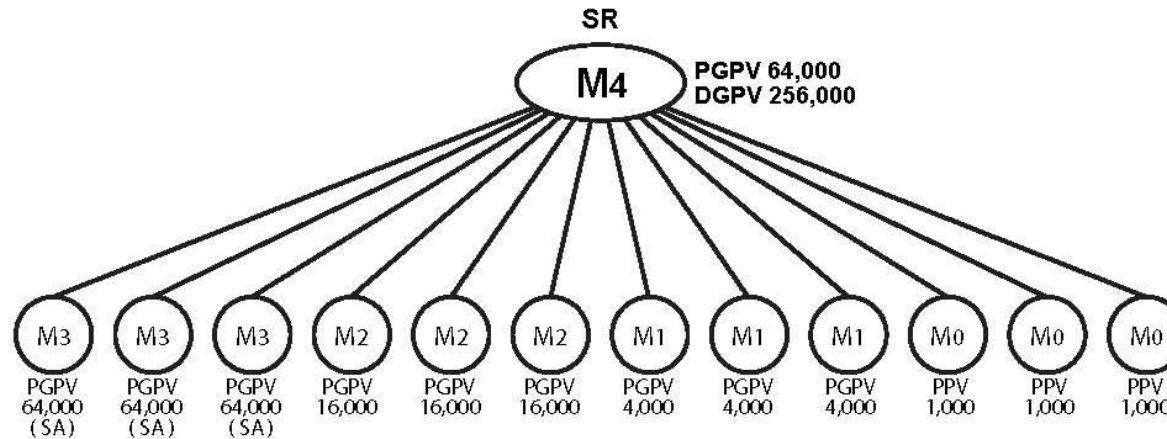 SR
M4
PGPV 64,000
DGPV 256,000
M3 M3 M3 M2 M2 M2 M1 M1 M1 M0 M0 M0
PGPV PGPV PGPV PGPV PGPV PGPV PGPV PGPV PGPV PPV PPV PPV
64,000 64,000 64,000 16,000 16,000 16,000 4,000 4,000 4,000 1,000 1,000 1,000
(SA) (SA) (SA)